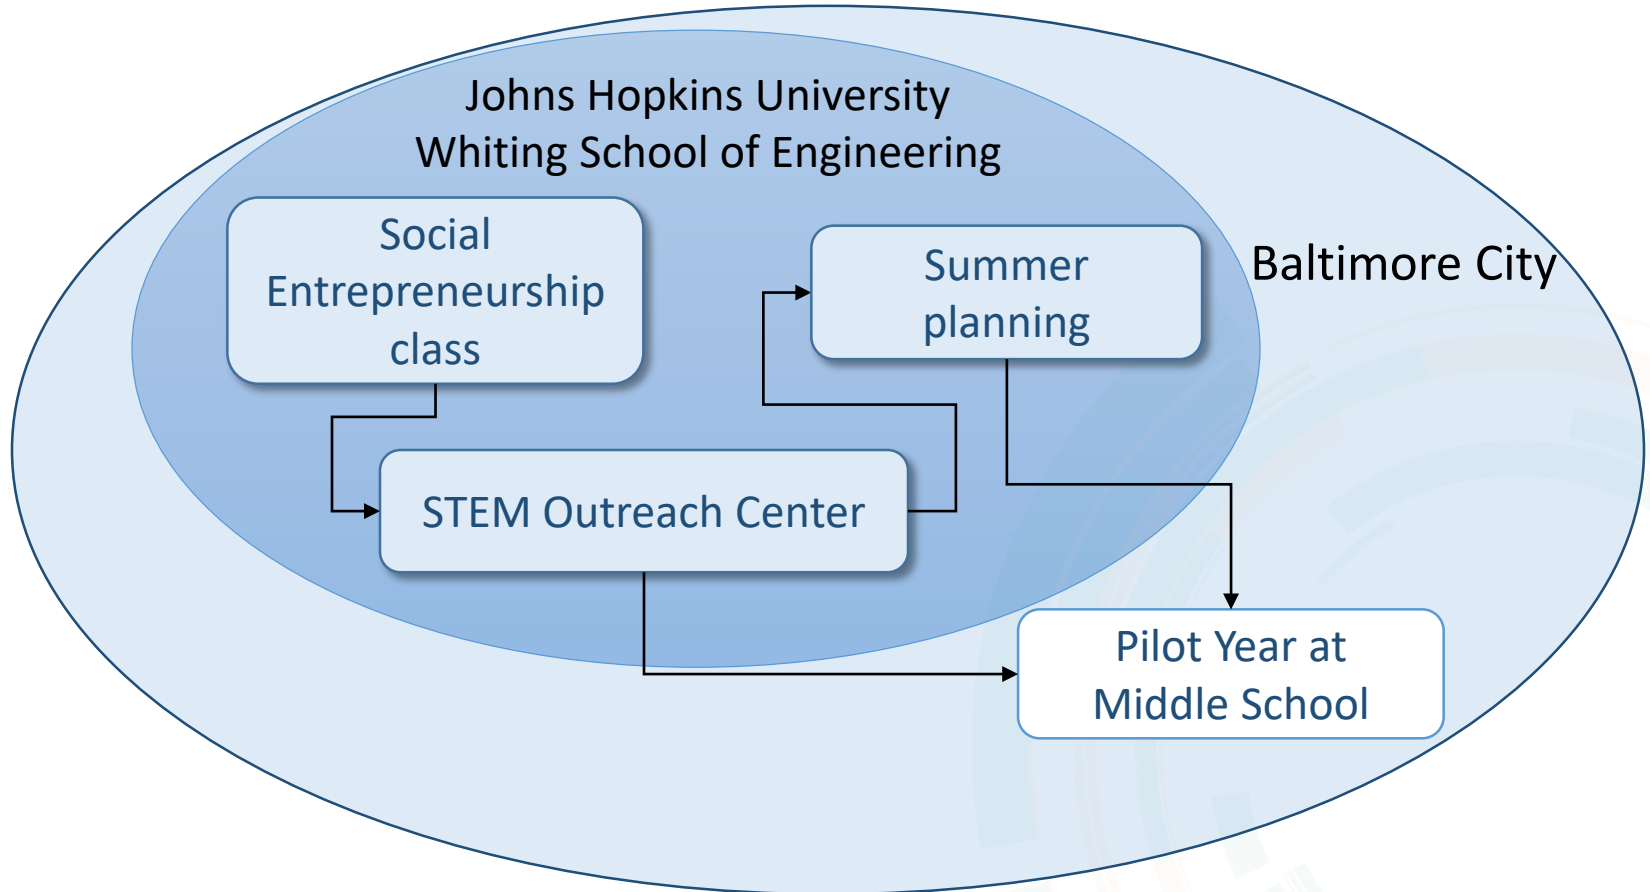 Johns Hopkins University
Whiting School of Engineering
Social
Entrepreneurship
class
Summer
planning
Baltimore City
STEM Outreach Center
Pilot Year at
Middle School